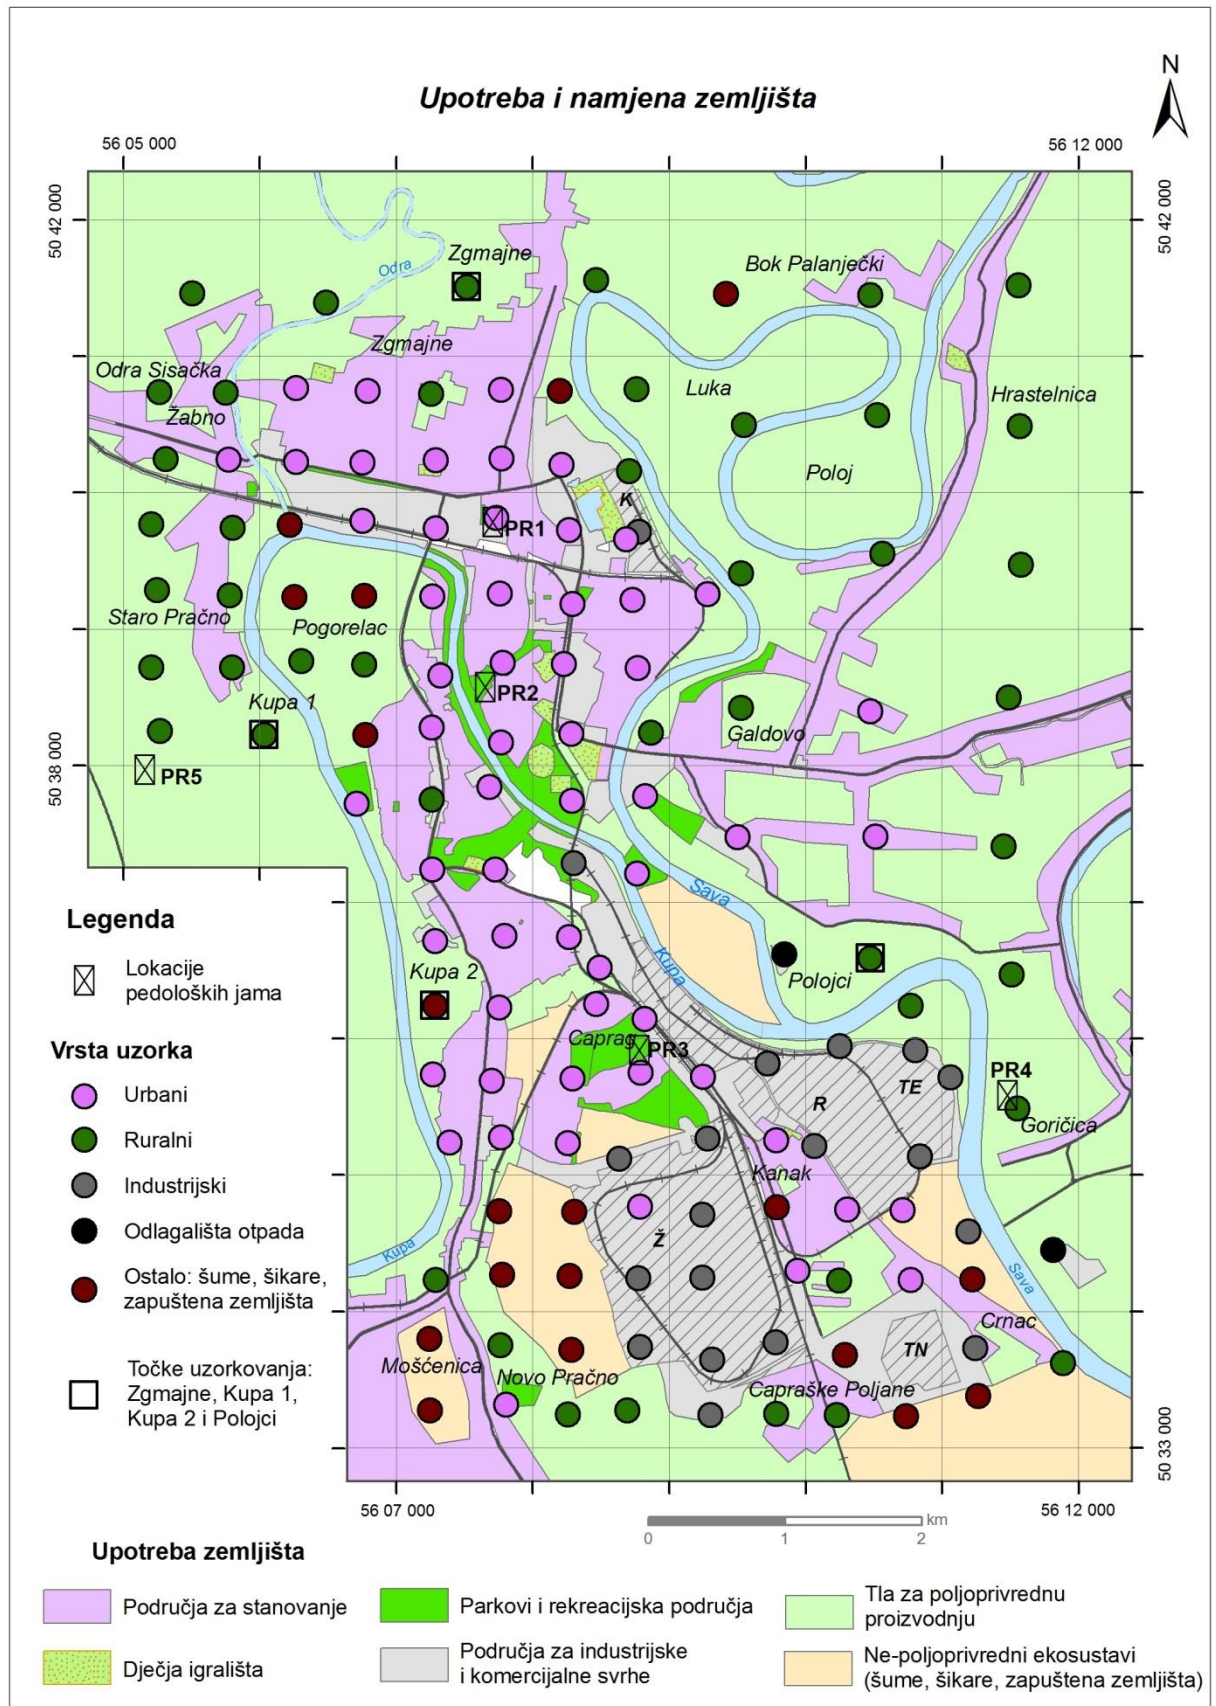 Upotreba i namjena zemljišta
N
56 05 000
56 12 000
50 42 000
50 42 000
Zgmajne
Odra
Bok Palanječki
Zgmajne
Odra Sisačka
Luka
Hrastelnica
Žabno
Poloj
K
PR1
Staro Pračno
Pogorelac
PR2
Kupa 1
Galdovo
50 38 000
50 38 000
PR5
Sava
Legenda
Lokacije
pedoloških jama
Kupa
Kupa 2
Polojci
Vrsta uzorka
Caprag
PR3
PR4
TE
R
Urbani
Goričica
Ruralni
Kanak
Industrijski
Ž
Odlagališta otpada
Kupa
Sava
Ostalo: šume, šikare,
zapuštena zemljišta
Crnac
TN
Mošćenica
Novo Pračno
Capraške Poljane
Točke uzorkovanja:
Zgmajne, Kupa 1,
Kupa 2 i Polojci
50 33 000
56 07 000
56 12 000
km
0 1 2
Upotreba zemljišta
Područja za stanovanje
Parkovi i rekreacijska područja
Tla za poljoprivrednu
proizvodnju
Dječja igrališta
Područja za industrijske
i komercijalne svrhe
Ne-poljoprivredni ekosustavi
(šume, šikare, zapuštena zemljišta)